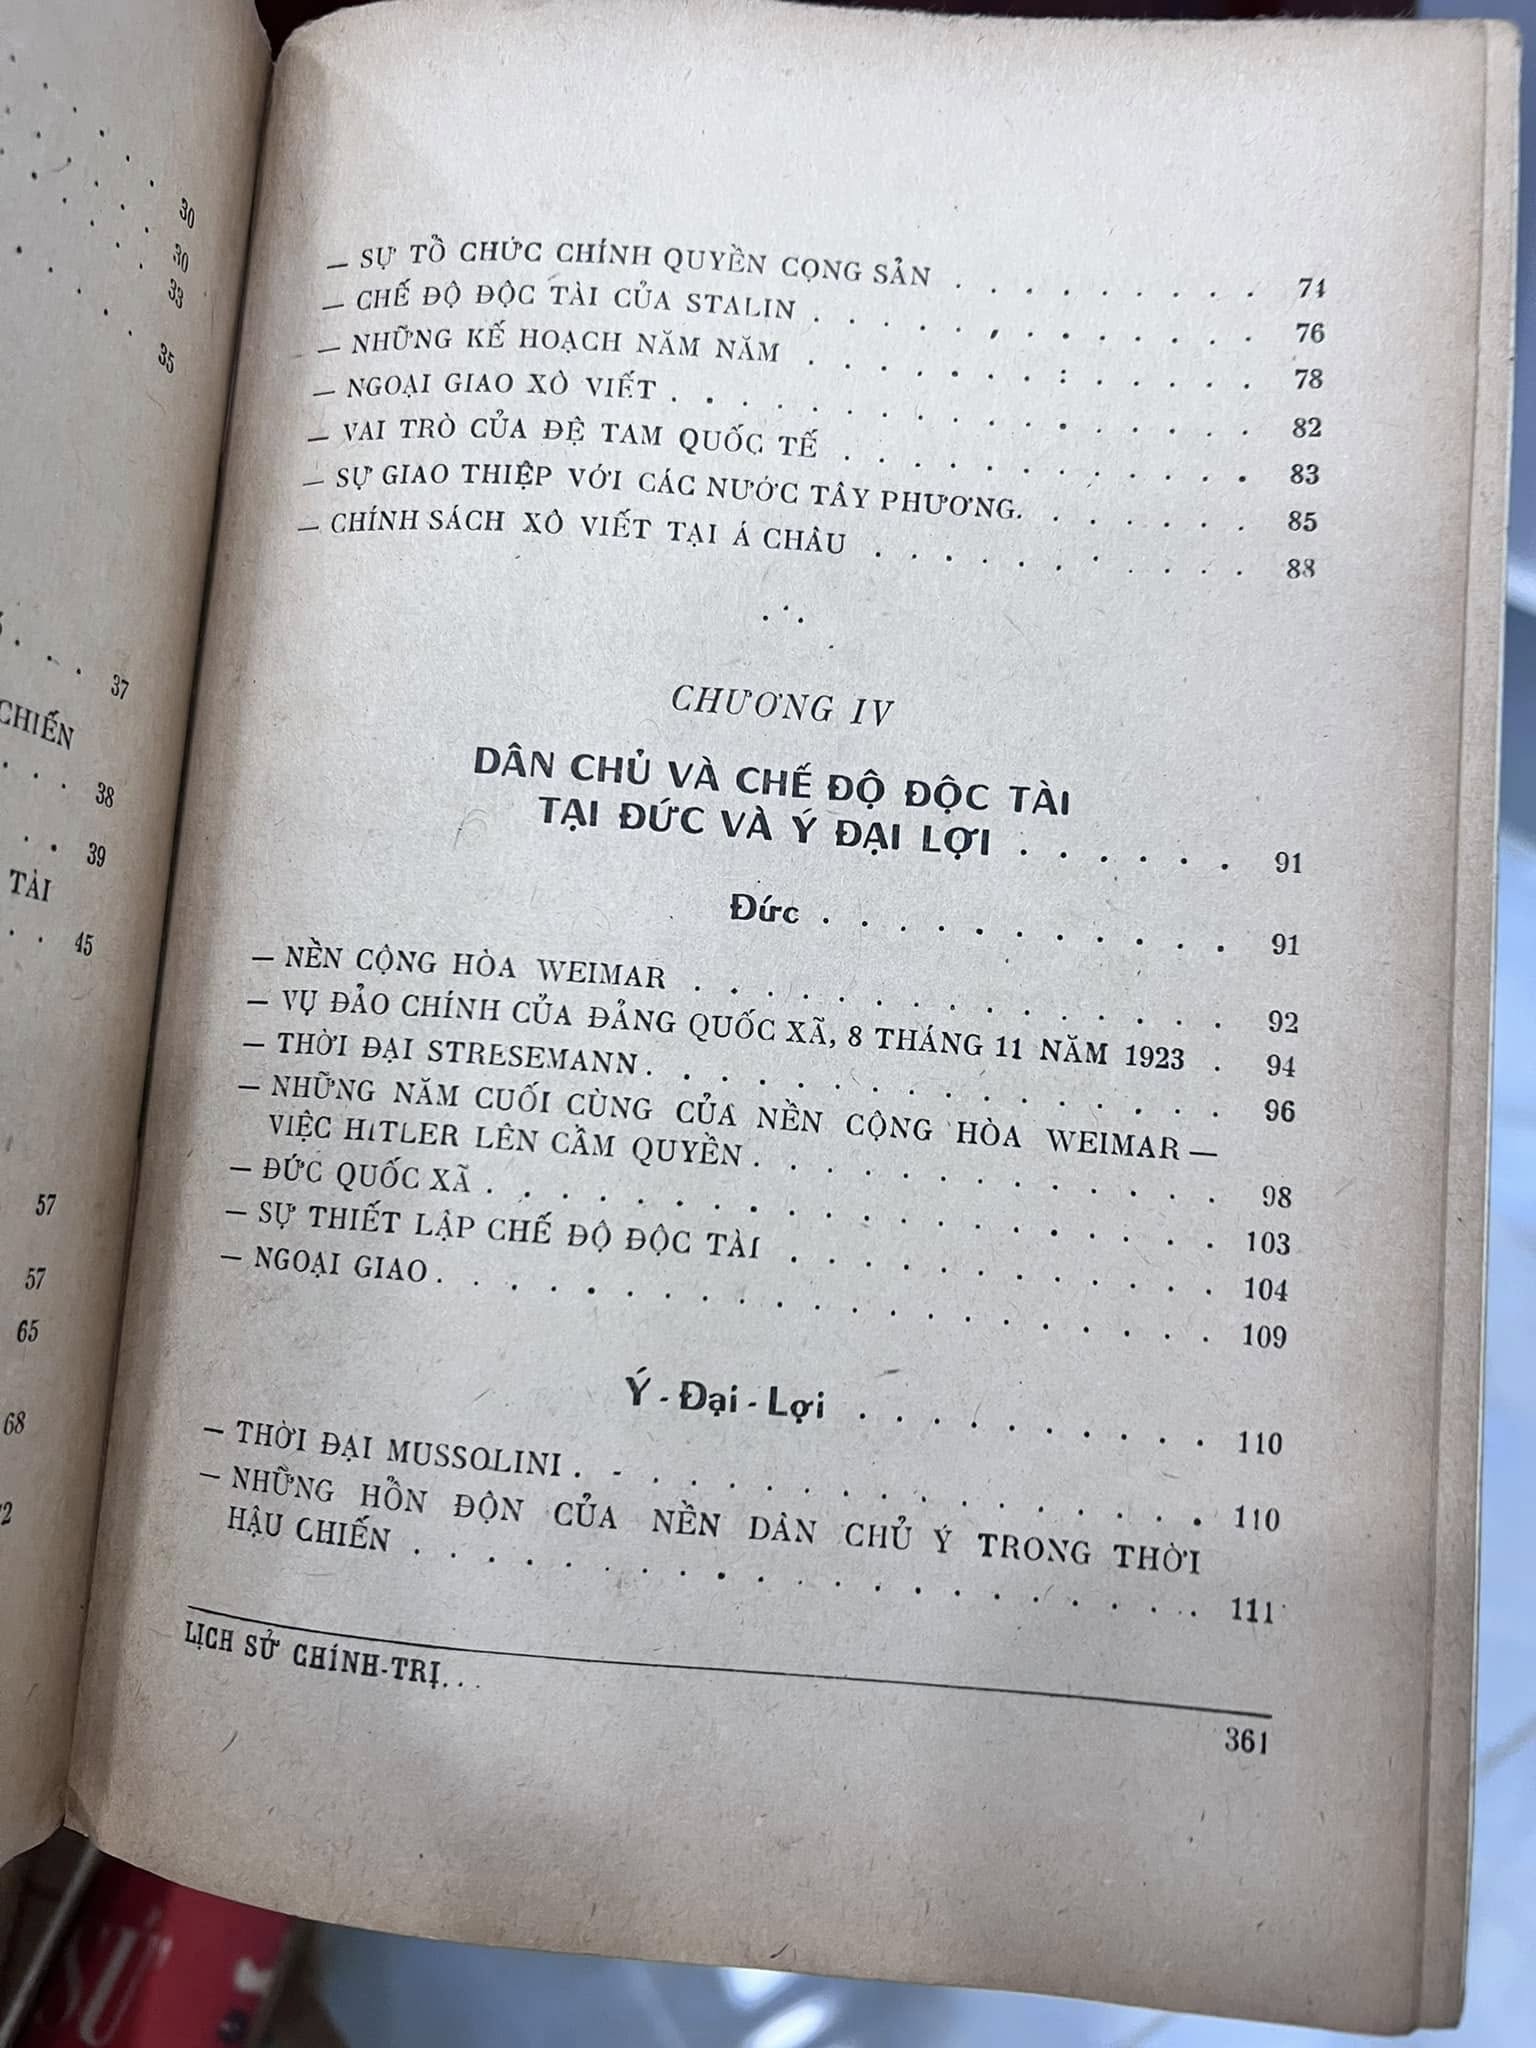 30
30
33
35
37
CHIẾN
38
39
TÀI
45
57
57
65
68
— SỰ TỔ CHỨC CHÍNH QUYỀN CỌNG SẢN . . . . . . . . . 74
— CHẾ ĐỘ ĐỘC TÀI CỦA STALIN . . . . . . . . . . . . 76
— NHỮNG KẾ HOẠCH NĂM NĂM . . . . . . . . . . . . 78
— NGOẠI GIAO XÔ VIẾT . . . . . . . . . . . . . . . . 82
— VAI TRÒ CỦA ĐỆ TAM QUỐC TẾ . . . . . . . . . . . . 83
— SỰ GIAO THIỆP VỚI CÁC NƯỚC TÂY PHƯƠNG. . . . . . . 85
— CHÍNH SÁCH XÔ VIẾT TẠI Á CHÂU . . . . . . . . . . . 88
CHƯƠNG IV
DÂN CHỦ VÀ CHẾ ĐỘ ĐỘC TÀI
TẠI ĐỨC VÀ Ý ĐẠI LỢI . . . . . . 91
Đức . . . . . . . . . . . 91
— NỀN CỘNG HÒA WEIMAR . . . . . . . . . . . . . . . 92
— VỤ ĐẢO CHÍNH CỦA ĐẢNG QUỐC XÃ, 8 THÁNG 11 NĂM 1923 . 94
— THỜI ĐẠI STRESEMANN . . . . . . . . . . . . . . . . 96
— NHỮNG NĂM CUỐI CÙNG CỦA NỀN CỘNG HÒA WEIMAR —
VIỆC HITLER LÊN CẦM QUYỀN . . . . . . . . . . . . . 98
— ĐỨC QUỐC XÃ . . . . . . . . . . . . . . . . . . . . 103
— SỰ THIẾT LẬP CHẾ ĐỘ ĐỘC TÀI . . . . . . . . . . . . 104
— NGOẠI GIAO . . . . . . . . . . . . . . . . . . . . . 109
Ý - Đại - Lợi . . . . . . . . . . 110
— THỜI ĐẠI MUSSOLINI . - . . . . . . . . . . . . . . . 110
— NHỮNG HỖN ĐỘN CỦA NỀN DÂN CHỦ Ý TRONG THỜI
HẬU CHIẾN . . . . . . . . . . . . . . . . . . . . . 111
LỊCH SỬ CHÍNH-TRỊ. . .
361
SỬ